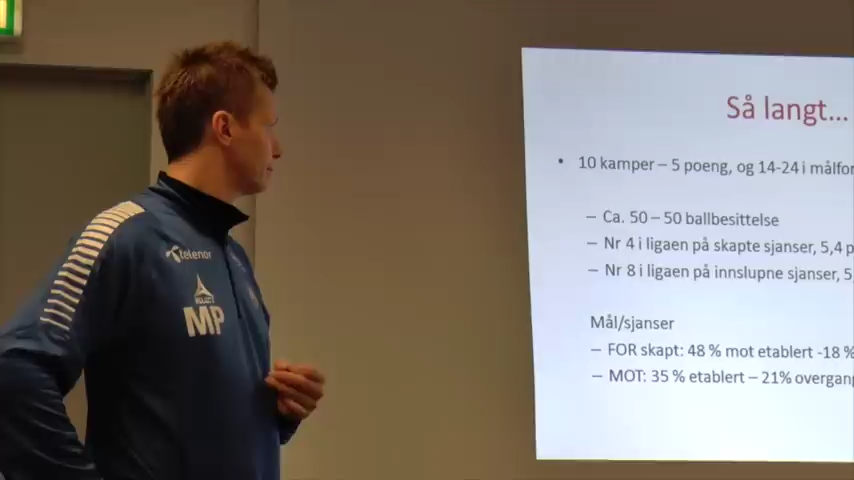 Så langt...
• 10 kamper – 5 poeng, og 14-24 i målfor
– Ca. 50 – 50 ballbesittelse
– Nr 4 i ligaen på skapte sjanser, 5,4 p
– Nr 8 i ligaen på innslupne sjanser, 5
Mål/sjanser
– FOR skapt: 48 % mot etablert -18 %
– MOT: 35 % etablert – 21% overgang
telenor
MP